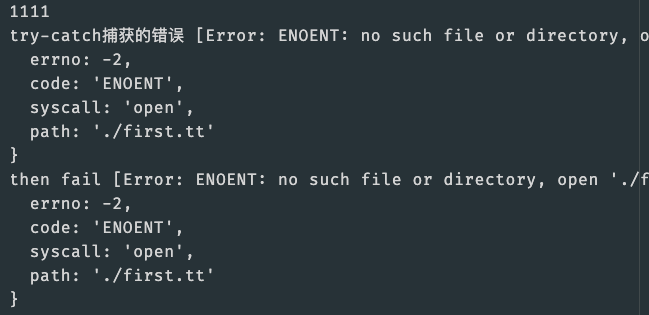 1111
try-catch捕获的错误 [Error: ENOENT: no such file or directory, o
  errno: -2,
  code: 'ENOENT',
  syscall: 'open',
  path: './first.tt'
}
then fail [Error: ENOENT: no such file or directory, open './f
  errno: -2,
  code: 'ENOENT',
  syscall: 'open',
  path: './first.tt'
}